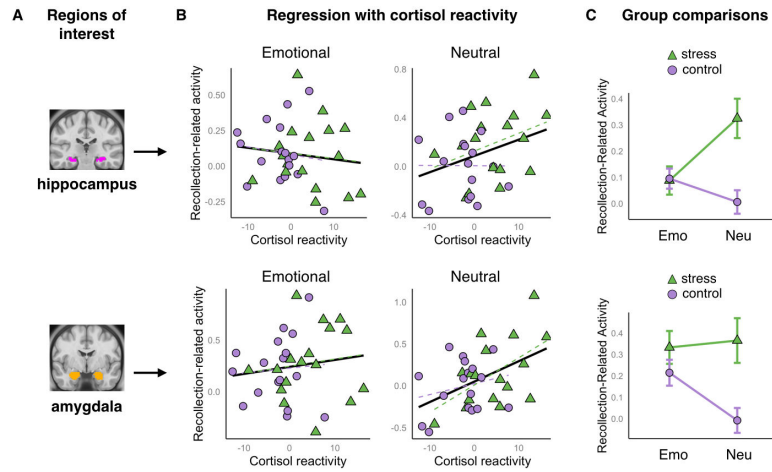 A Regions of interest B Regression with cortisol reactivity C Group comparisons
Emotional
Neutral
stress
control
hippocampus
Recollection-related activity
0.50
0.25
0.00
-0.25
-10
0
10
Cortisol reactivity
0.8
0.4
0.0
-0.4
-10
0
10
Cortisol reactivity
Recollection-Related Activity
0.4
0.3
0.2
0.1
0.0
Emo
Neu
Emotional
Neutral
stress
control
amygdala
Recollection-related activity
0.5
0.0
-10
0
10
Cortisol reactivity
1.0
0.5
0.0
-0.5
-10
0
10
Cortisol reactivity
Recollection-Related Activity
0.4
0.3
0.2
0.1
0.0
Emo
Neu